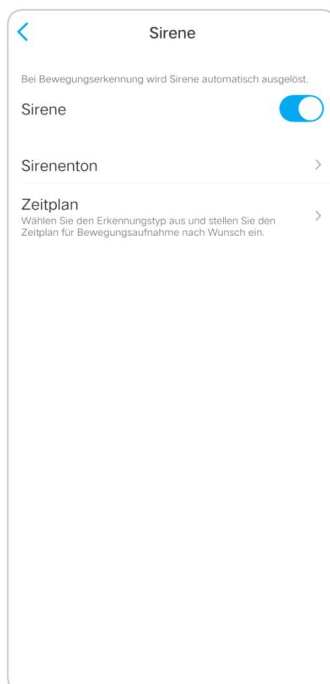 Sirene
Bei Bewegungserkennung wird Sirene automatisch ausgelöst.
Sirene
Sirenenton
Zeitplan
Wählen Sie den Erkennungstyp aus und stellen Sie den
Zeitplan für Bewegungsaufnahme nach Wunsch ein.